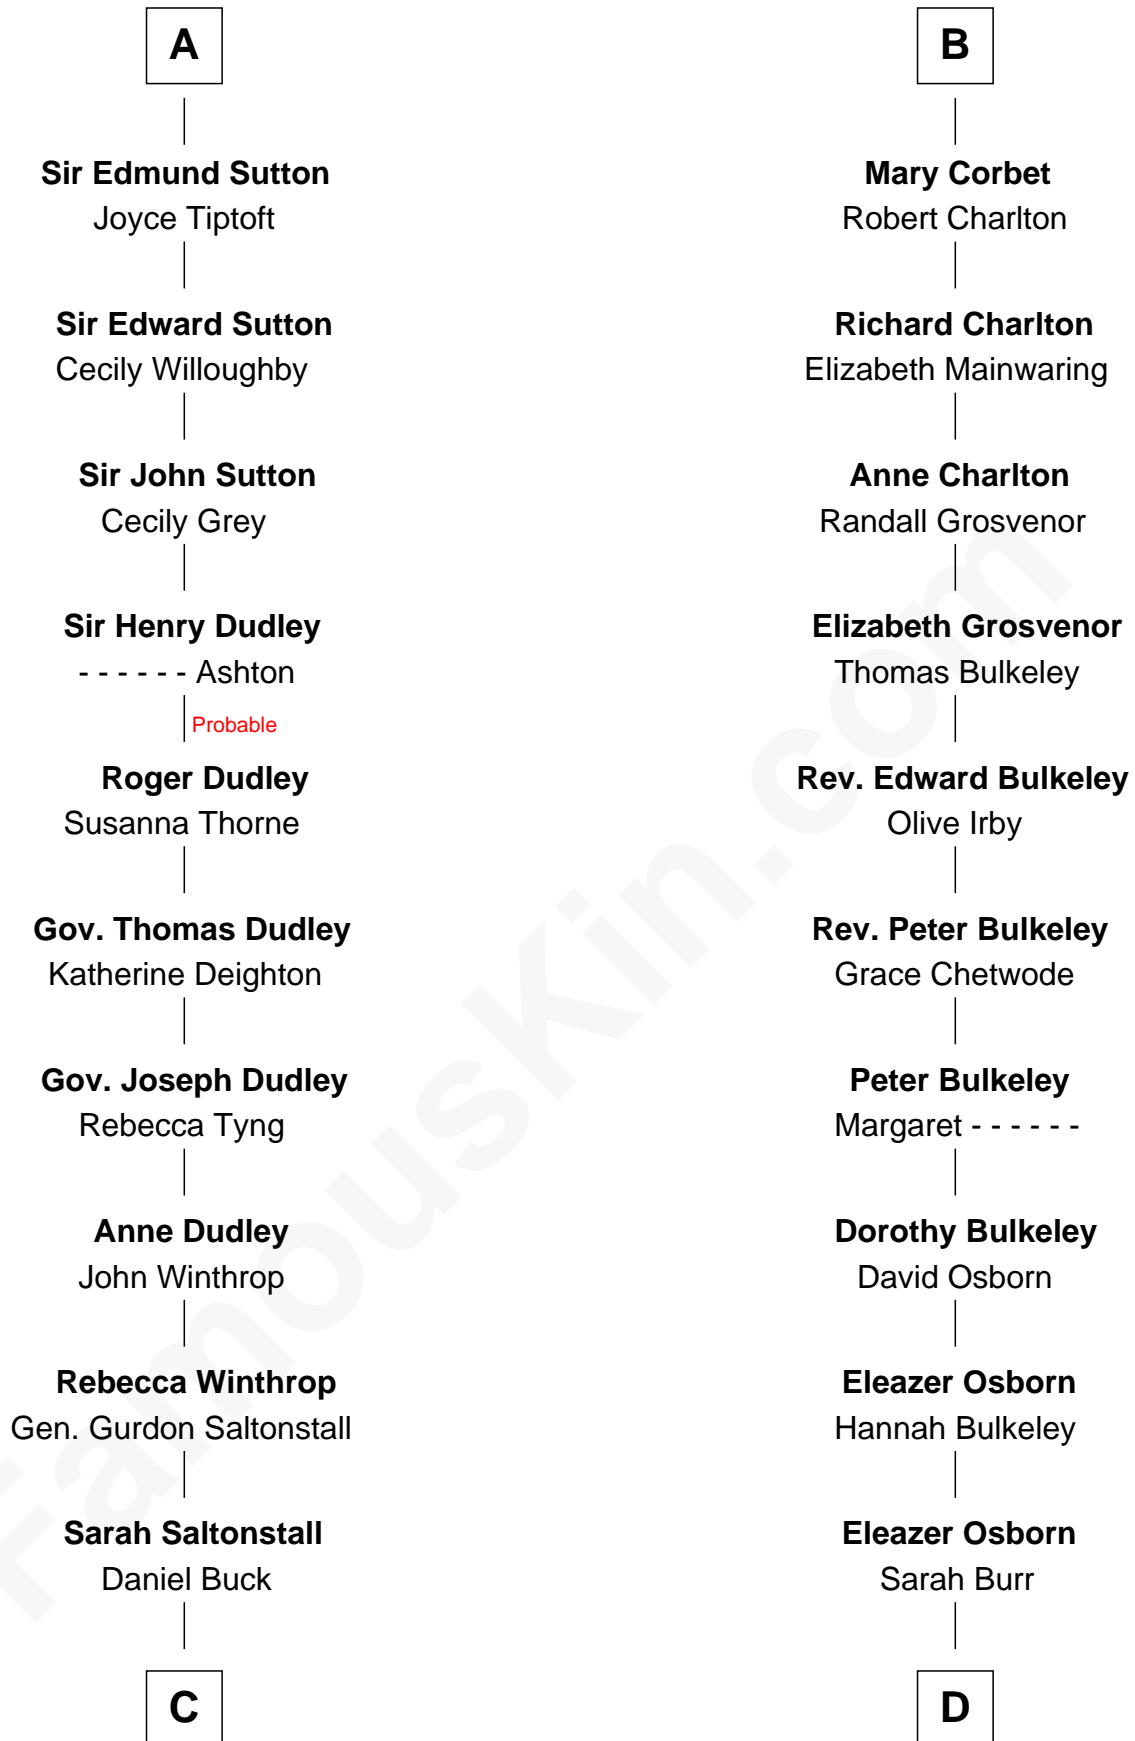 A
Sir Edmund Sutton
Joyce Tiptoft
Sir Edward Sutton
Cecily Willoughby
Sir John Sutton
Cecily Grey
Sir Henry Dudley
- - - - - - Ashton
Probable
Roger Dudley
Susanna Thorne
Gov. Thomas Dudley
Katherine Deighton
Gov. Joseph Dudley
Rebecca Tyng
Anne Dudley
John Winthrop
Rebecca Winthrop
Gen. Gurdon Saltonstall
Sarah Saltonstall
Daniel Buck
C
B
Mary Corbet
Robert Charlton
Richard Charlton
Elizabeth Mainwaring
Anne Charlton
Randall Grosvenor
Elizabeth Grosvenor
Thomas Bulkeley
Rev. Edward Bulkeley
Olive Irby
Rev. Peter Bulkeley
Grace Chetwode
Peter Bulkeley
Margaret - - - - - -
Dorothy Bulkeley
David Osborn
Eleazer Osborn
Hannah Bulkeley
Eleazer Osborn
Sarah Burr
D
FamousKin.com